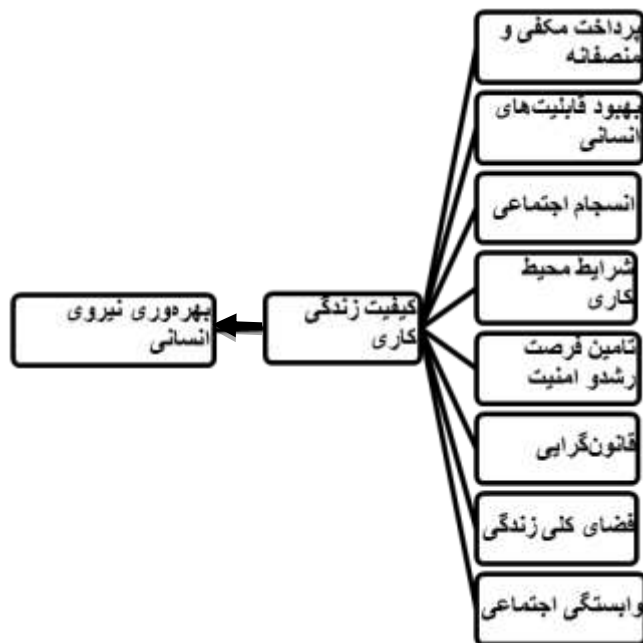 پرداخت مکفی و
منصفانه
بهبود قابلیت‌های
انسانی
انسجام اجتماعی
شرایط محیط
کاری
تامین فرصت
رشدو امنیت
قانون‌گرایی
فضای کلی زندگی
وابستگی اجتماعی
کیفیت زندگی
کاری
بهره‌وری نیروی
انسانی